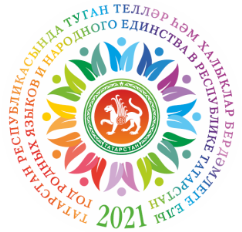 ТАТАРСТАН РЕСПУБЛИКАСЫНДА ТУГАН ТЕЛЛӘР ҺӘМ ХАЛЫКЛАР БЕРДӘМЛЕГЕ ЕЛЫ
ГОД РОДНЫХ ЯЗЫКОВ И НАРОДНОГО ЕДИНСТВА В РЕСПУБЛИКЕ ТАТАРСТАН
ТАТАРСТАН
2021